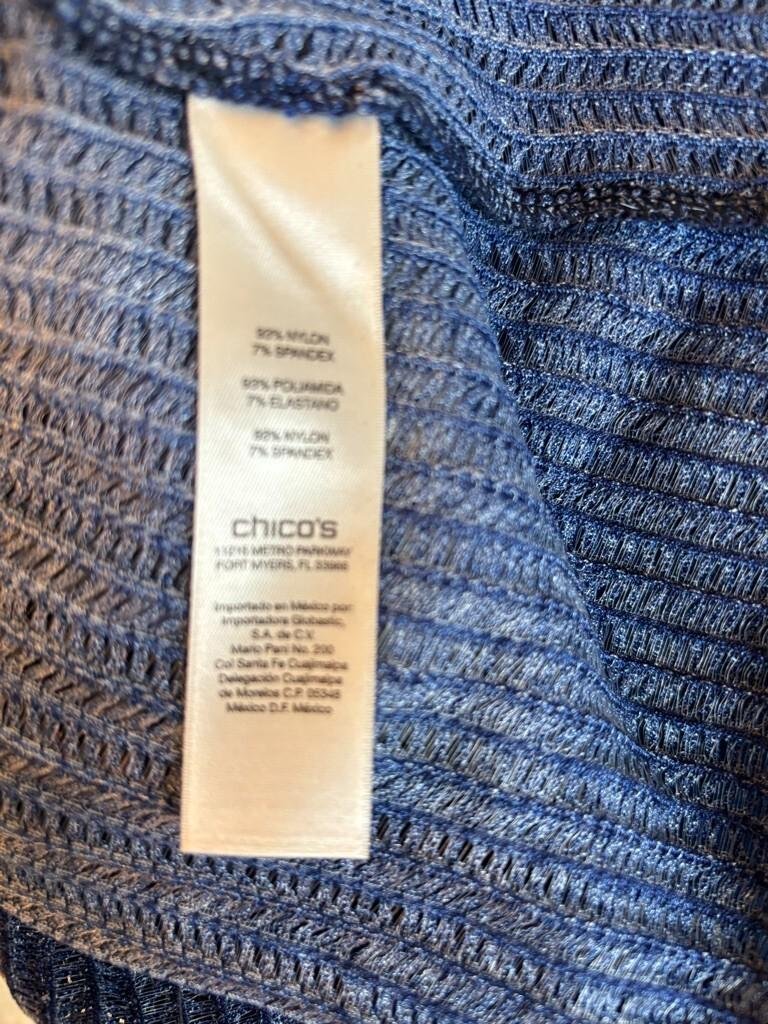 93% NYLON
7% SPANDEX
93% POLIAMIDA
7% ELASTANO
93% NYLON
7% SPANDEX
chico's
11215 METRO PARKWAY
FORT MYERS, FL 33966
Importado en México por:
Importadora Globastic,
S.A. de C.V.
Mario Pani No. 200
Col Santa Fe Cuajimalpa
Delegación Cuajimalpa
de Morelos C.P. 05348
México D.F. México